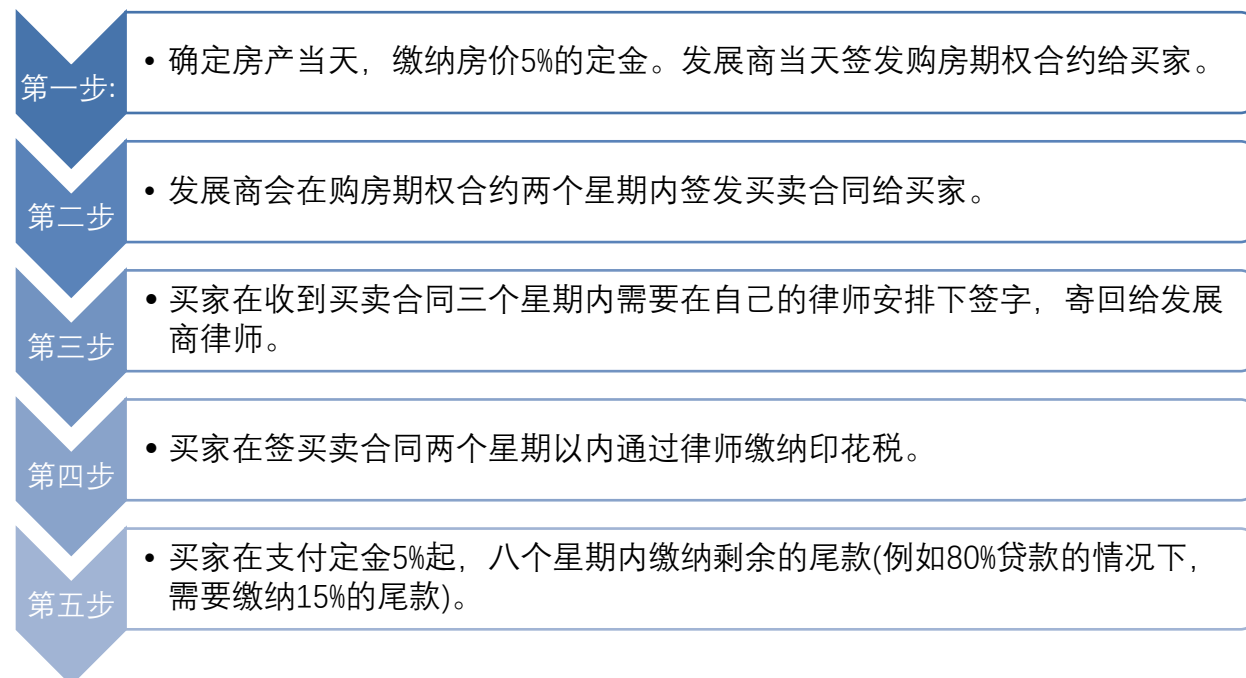 第一步:
• 确定房产当天，缴纳房价5%的定金。发展商当天签发购房期权合约给买家。
第二步
• 发展商会在购房期权合约两个星期内签发买卖合同给买家。
第三步
• 买家在收到买卖合同三个星期内需要在自己的律师安排下签字，寄回给发展
商律师。
第四步
• 买家在签买卖合同两个星期以内通过律师缴纳印花税。
第五步
• 买家在支付定金5%起，八个星期内缴纳剩余的尾款(例如80%贷款的情况下，
需要缴纳15%的尾款)。